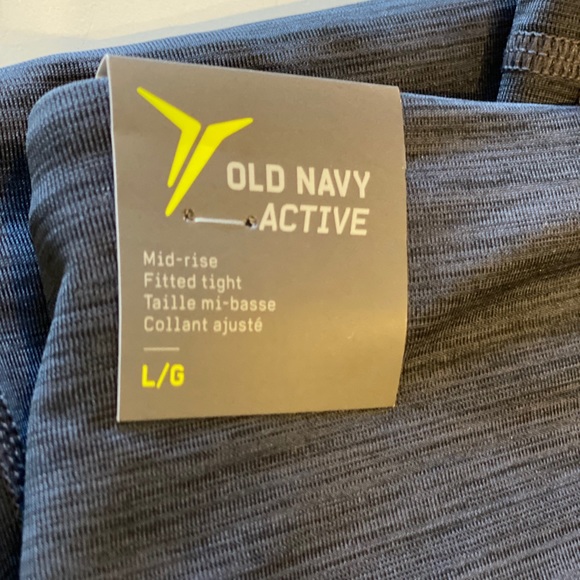 OLD NAVY
ACTIVE
Mid-rise
Fitted tight
Taille mi-basse
Collant ajusté
L/G